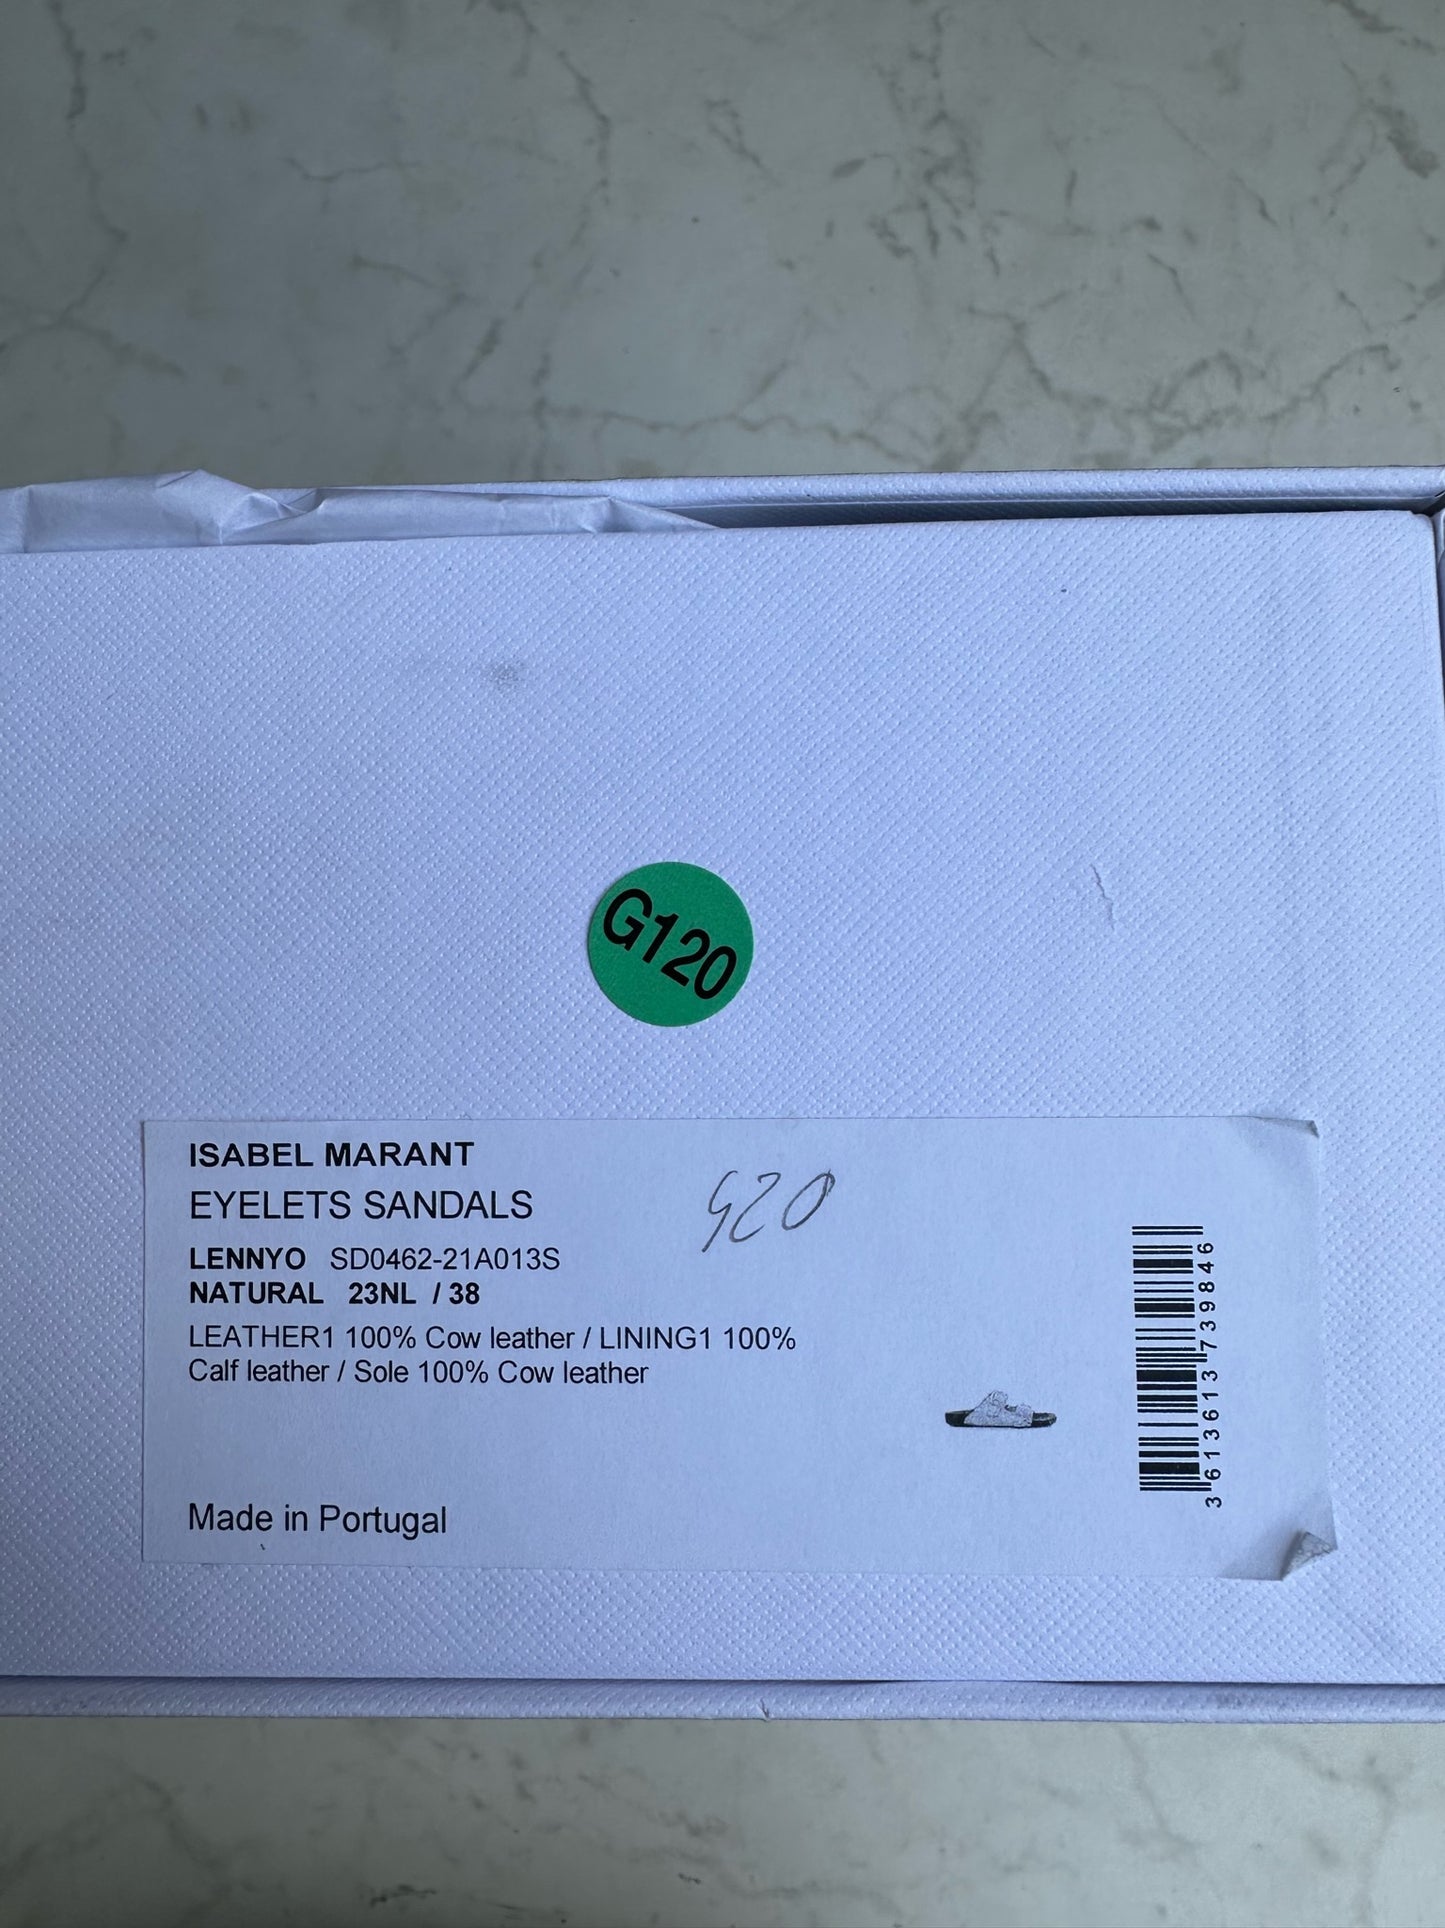 G120
ISABEL MARANT
EYELETS SANDALS
LENNYO SD0462-21A013S
NATURAL 23NL / 38
LEATHER1 100% Cow leather / LINING1 100%
Calf leather / Sole 100% Cow leather
Made in Portugal
3613613739846